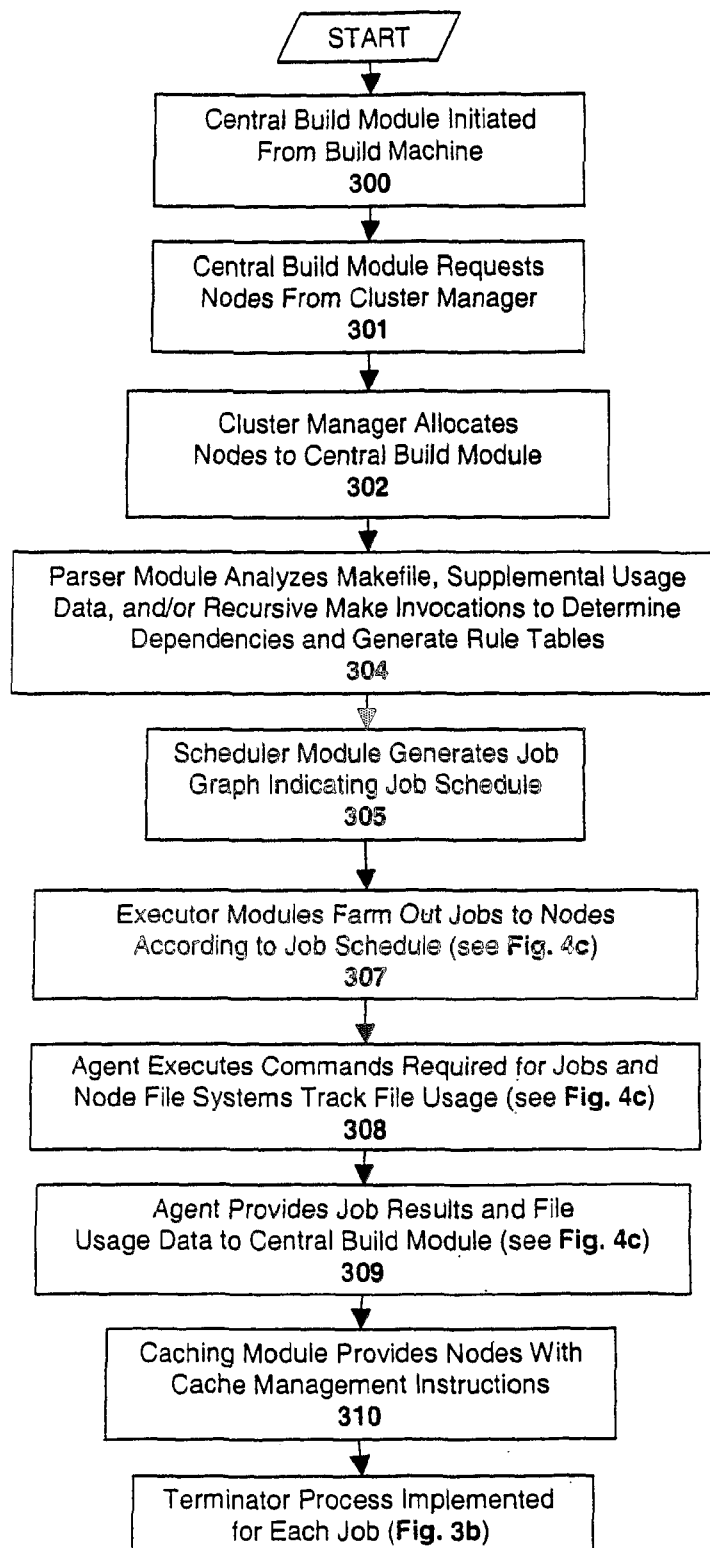 START
Central Build Module Initiated
From Build Machine
300
Central Build Module Requests
Nodes From Cluster Manager
301
Cluster Manager Allocates
Nodes to Central Build Module
302
Parser Module Analyzes Makefile, Supplemental Usage
Data, and/or Recursive Make Invocations to Determine
Dependencies and Generate Rule Tables
304
Scheduler Module Generates Job
Graph Indicating Job Schedule
305
Executor Modules Farm Out Jobs to Nodes
According to Job Schedule (see Fig. 4c)
307
Agent Executes Commands Required for Jobs and
Node File Systems Track File Usage (see Fig. 4c)
308
Agent Provides Job Results and File
Usage Data to Central Build Module (see Fig. 4c)
309
Caching Module Provides Nodes With
Cache Management Instructions
310
Terminator Process Implemented
for Each Job (Fig. 3b)